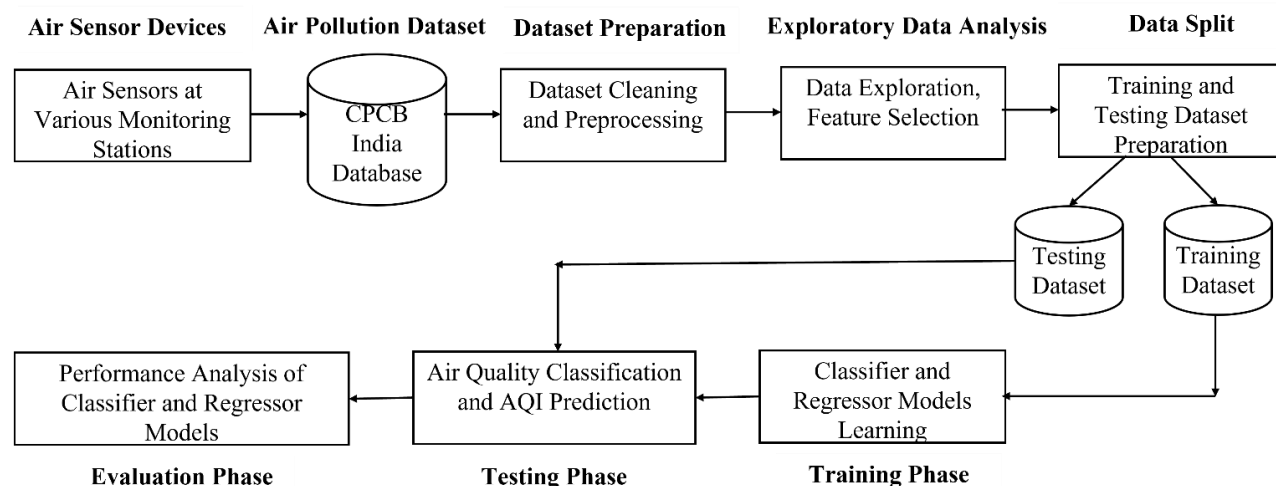 Air Sensor Devices
Air Pollution Dataset
Dataset Preparation
Exploratory Data Analysis
Data Split
Air Sensors at
Various Monitoring
Stations
CPCB
India
Database
Dataset Cleaning
and Preprocessing
Data Exploration,
Feature Selection
Training and
Testing Dataset
Preparation
Testing
Dataset
Training
Dataset
Performance Analysis of
Classifier and Regressor
Models
Air Quality Classification
and AQI Prediction
Classifier and
Regressor Models
Learning
Evaluation Phase
Testing Phase
Training Phase